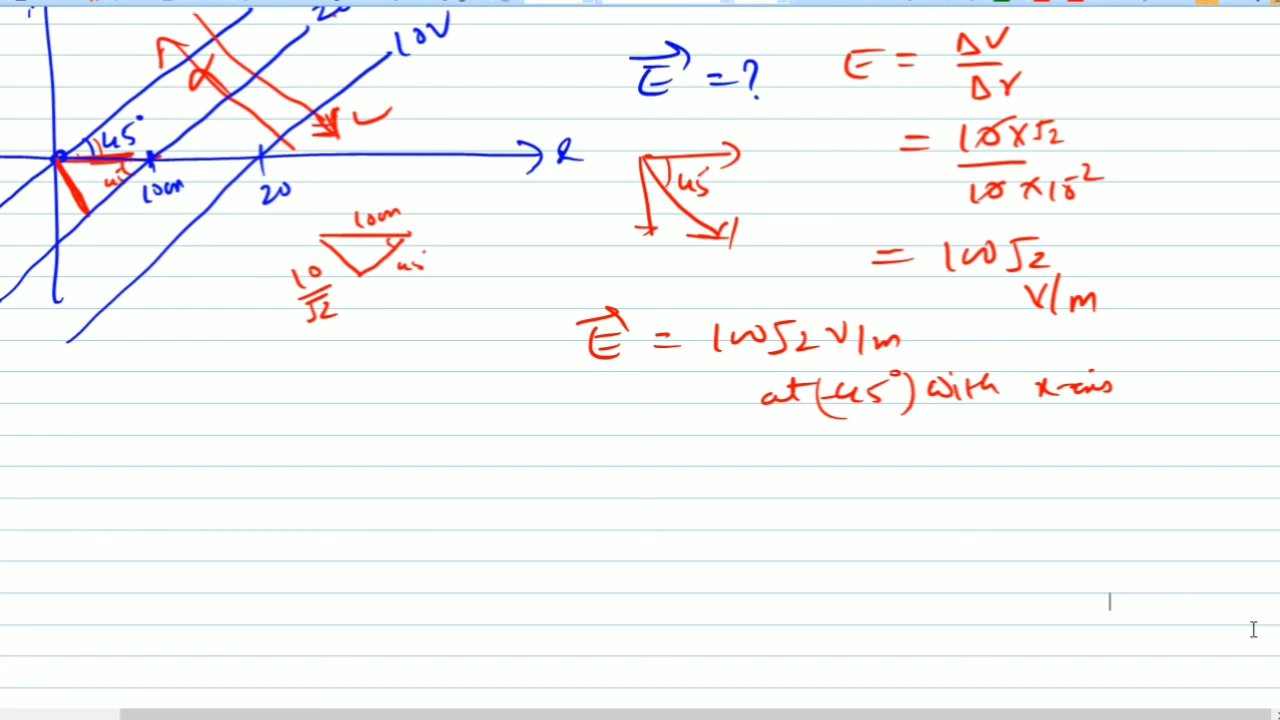 10V
45°
10cm
20
x
10cm
10/√2
45°
E⃗ = ?
45
E = ΔV/Δr
= 10×√2 / 10×10⁻²
= 100√2
V/m
E⃗ = 100√2 V/m
at (-45°) with x-axis